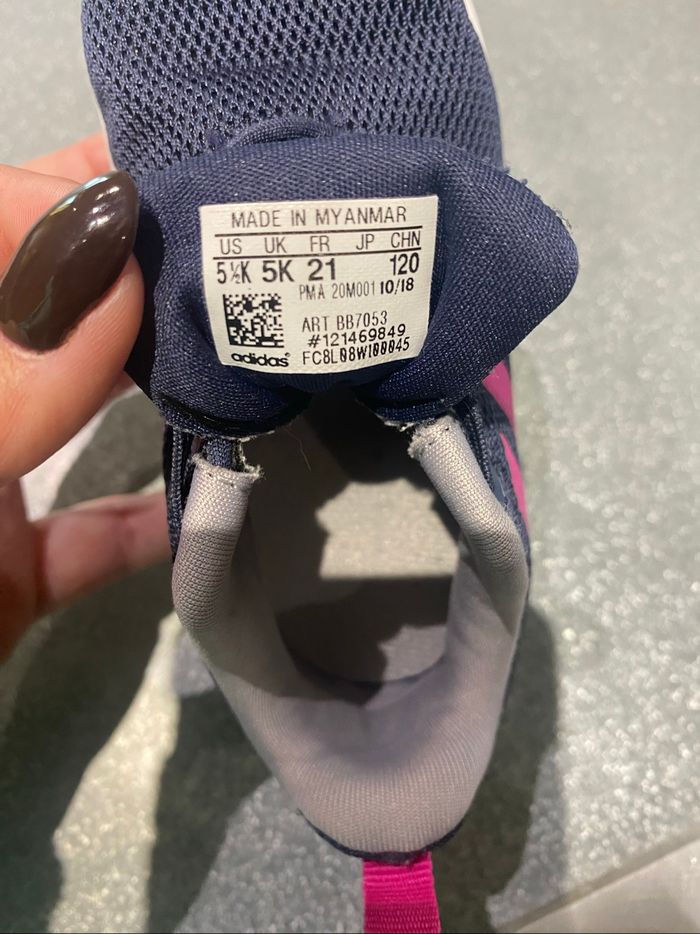 MADE IN MYANMAR
US UK FR JP CHN
5½K 5K 21 120
PMA 20M001 10/18
ART BB7053
#121469849
adidas FC8L08W100045